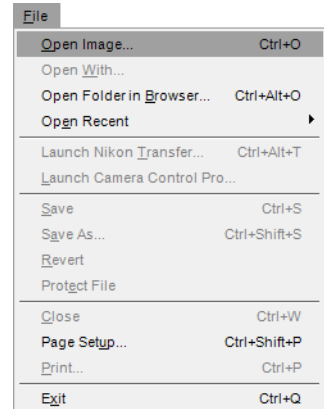 File
Open Image... Ctrl+O
Open With...
Open Folder in Browser... Ctrl+Alt+O
Open Recent
Launch Nikon Transfer... Ctrl+Alt+T
Launch Camera Control Pro...
Save Ctrl+S
Save As... Ctrl+Shift+S
Revert
Protect File
Close Ctrl+W
Page Setup... Ctrl+Shift+P
Print... Ctrl+P
Exit Ctrl+Q